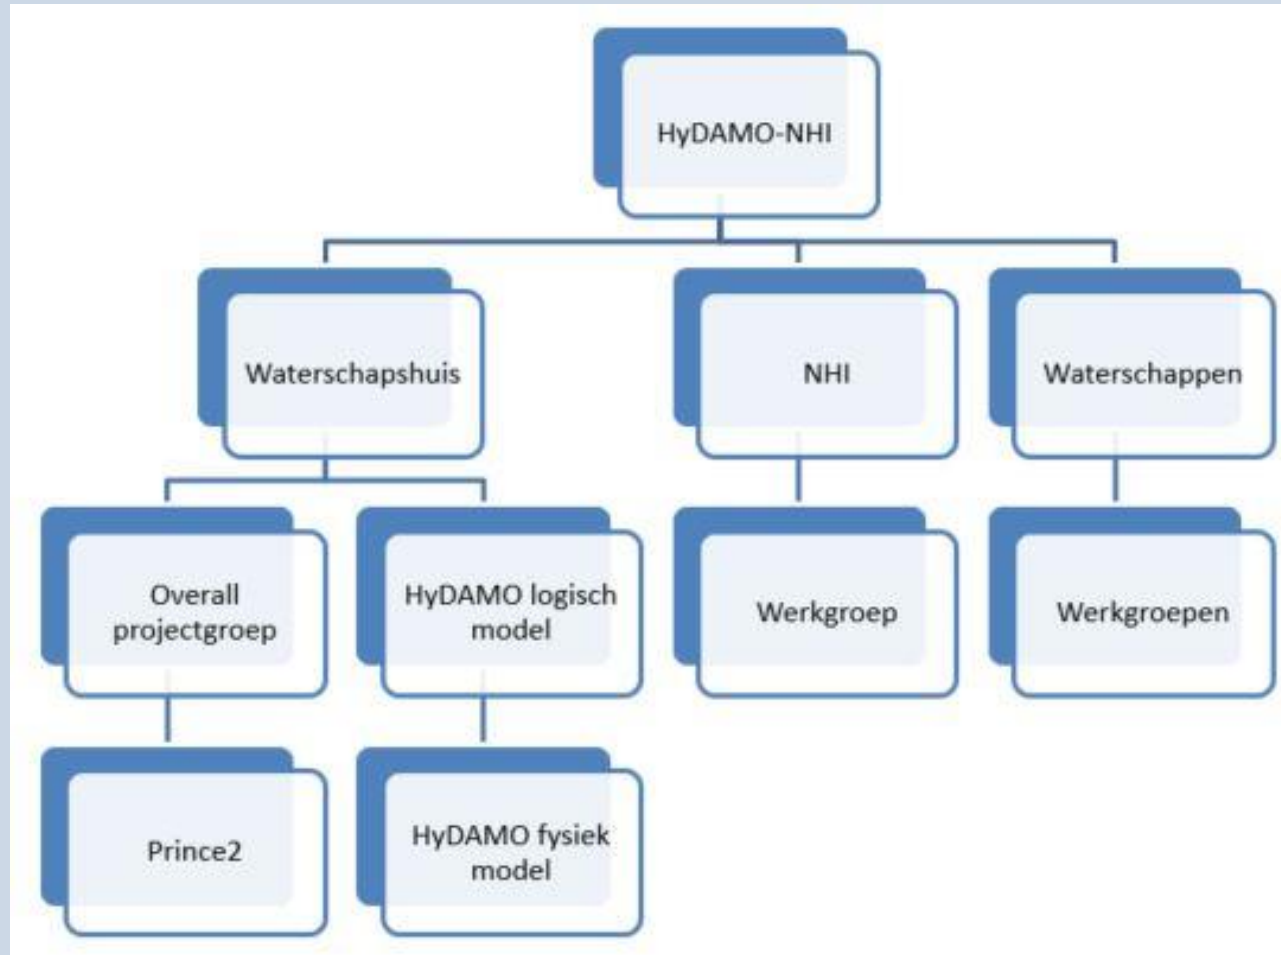 HyDAMO-NHI
Waterschapshuis
NHI
Waterschappen
Overall
projectgroep
HyDAMO logisch
model
Werkgroep
Werkgroepen
Prince2
HyDAMO fysiek
model